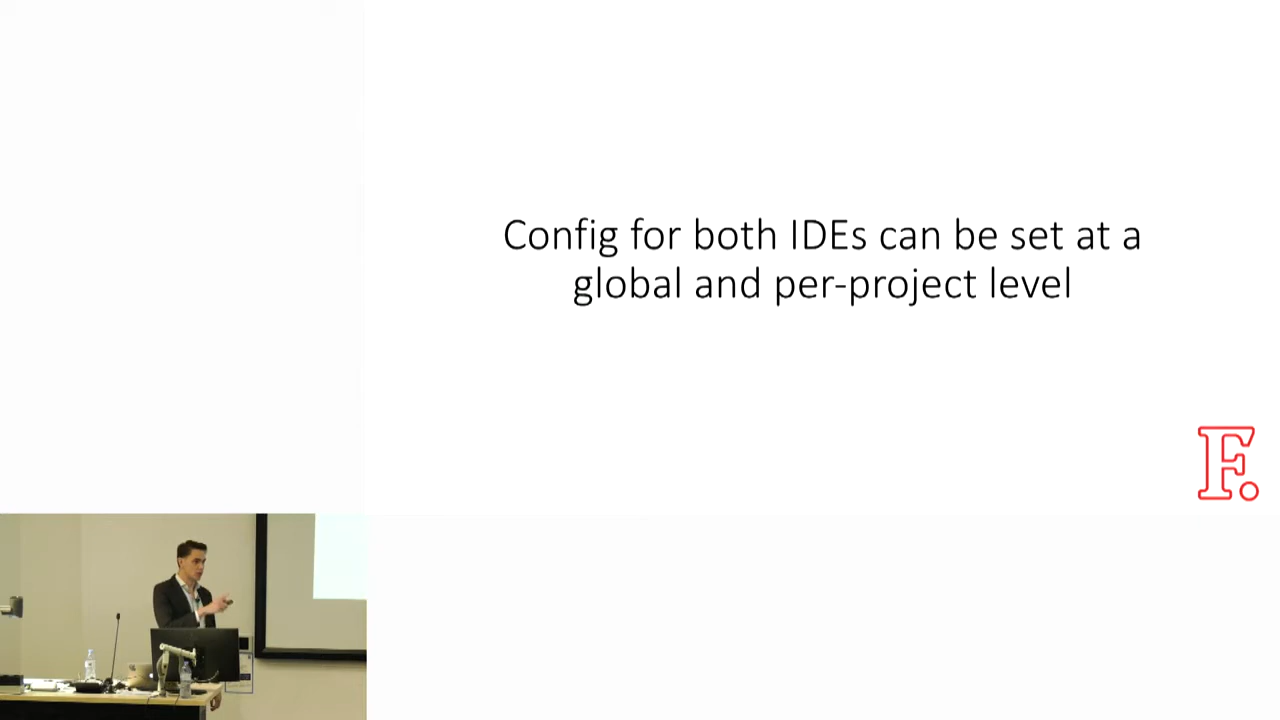 Config for both IDEs can be set at a
global and per-project level
F.